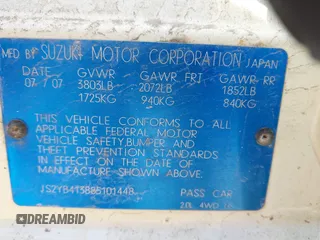 MFD BY SUZUKI MOTOR CORPORATION JAPAN
DATE GVWR GAWR FRT GAWR RR
07 / 07 3805LB 2072LB 1852LB
1725KG 940KG 840KG
THIS VEHICLE CONFORMS TO ALL
APPLICABLE FEDERAL MOTOR
VEHICLE SAFETY,BUMPER AND
THEFT PREVENTION STANDARDS
IN EFFECT ON THE DATE OF
MANUFACTURE SHOWN ABOVE.
PASS CAR
2.0L 4WD
DREAMBID